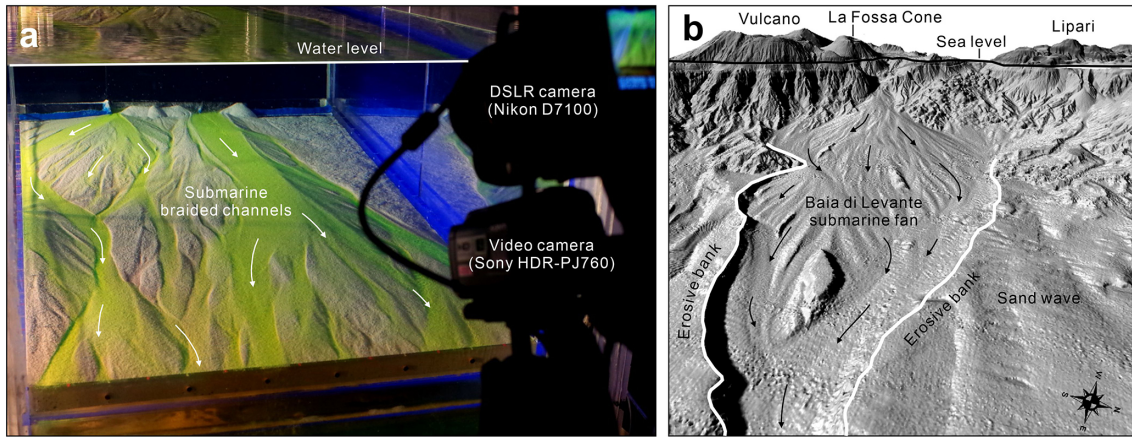 a
Water level
DSLR camera
(Nikon D7100)
Submarine
braided channels
Video camera
(Sony HDR-PJ760)
b
Vulcano
La Fossa Cone
Sea level
Lipari
Baia di Levante
submarine fan
Erosive bank
Erosive bank
Sand wave
W
N
S
E